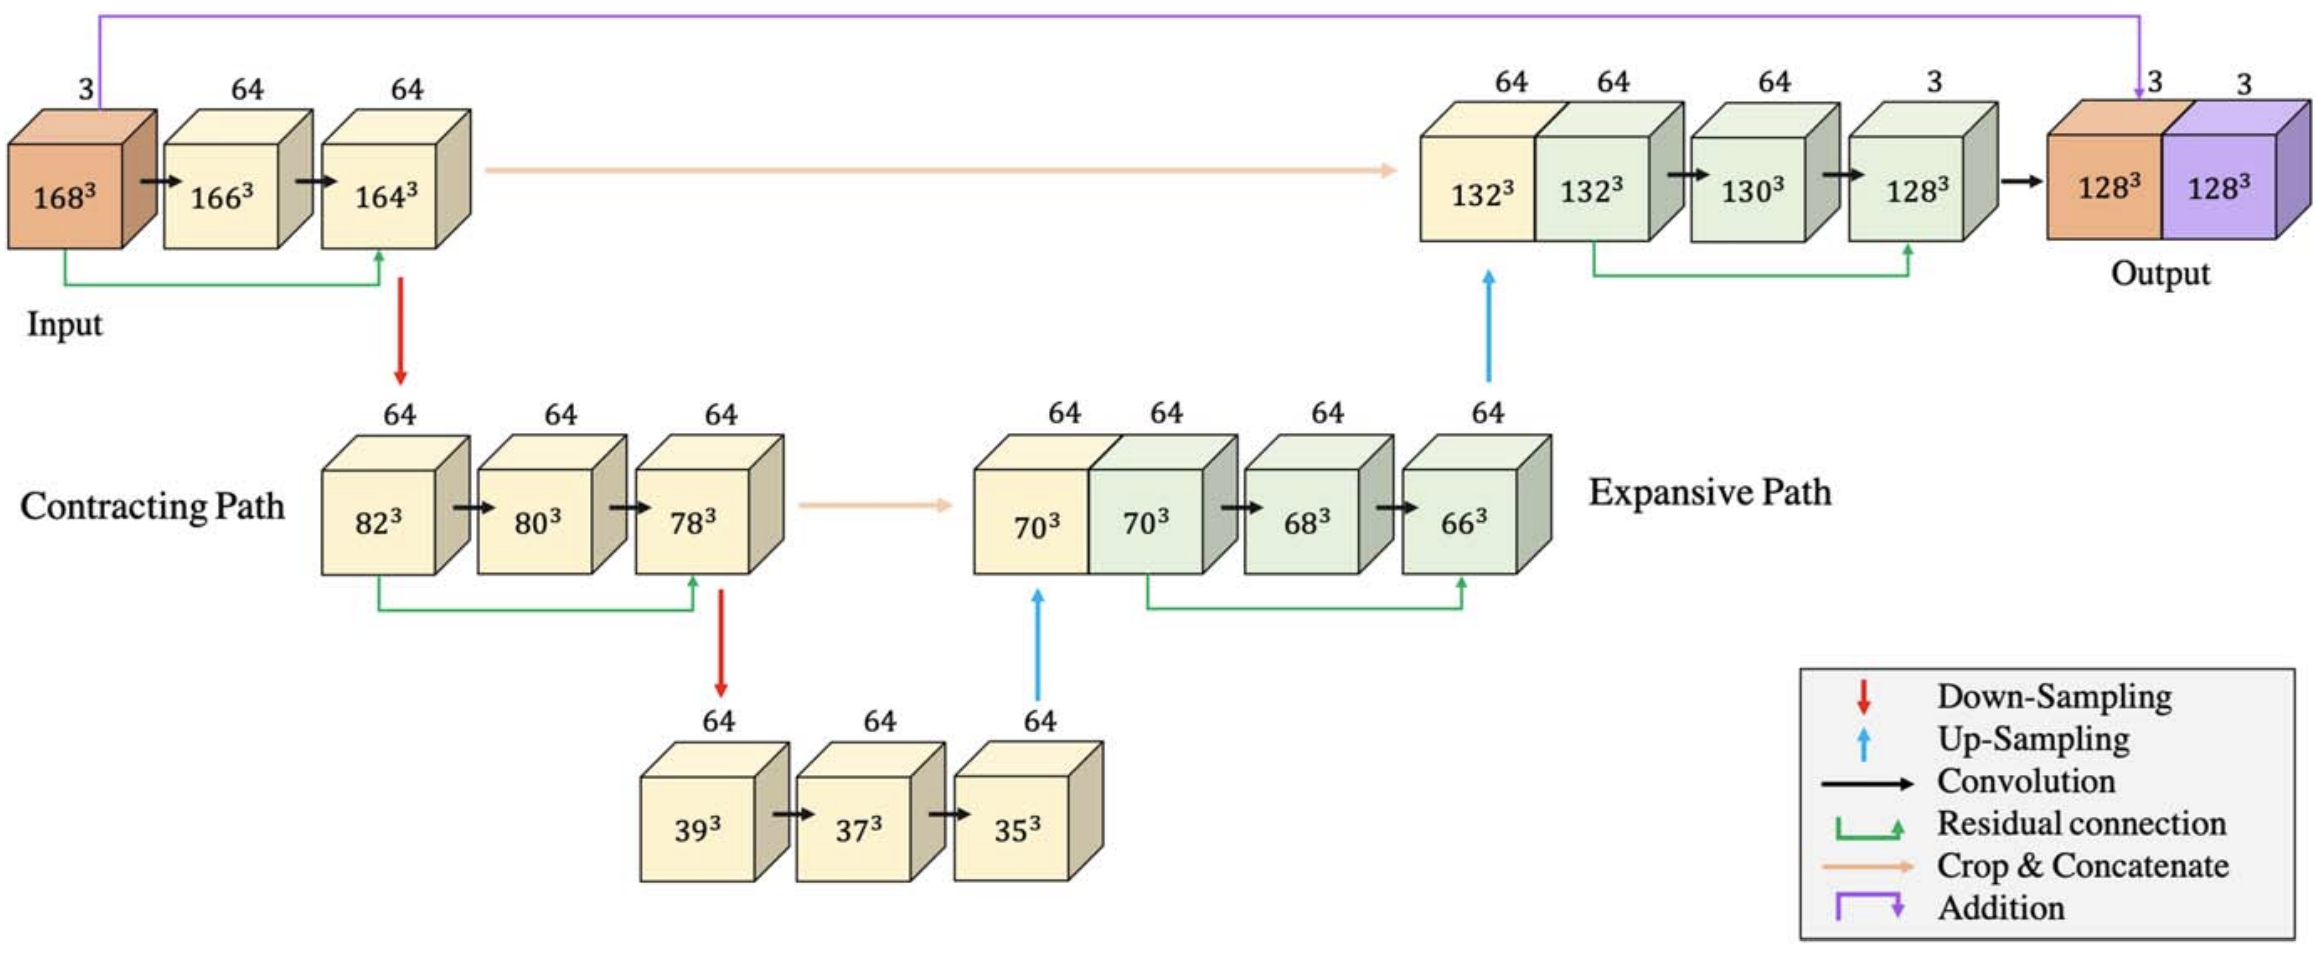 3 64 64 64 64 64 3 3 3
168³ 166³ 164³ 132³ 132³ 130³ 128³ 128³ 128³
Input
Output
64 64 64 64 64 64 64
Contracting Path
82³ 80³ 78³ 70³ 70³ 68³ 66³
Expansive Path
64 64 64
39³ 37³ 35³
Down-Sampling
Up-Sampling
Convolution
Residual connection
Crop & Concatenate
Addition